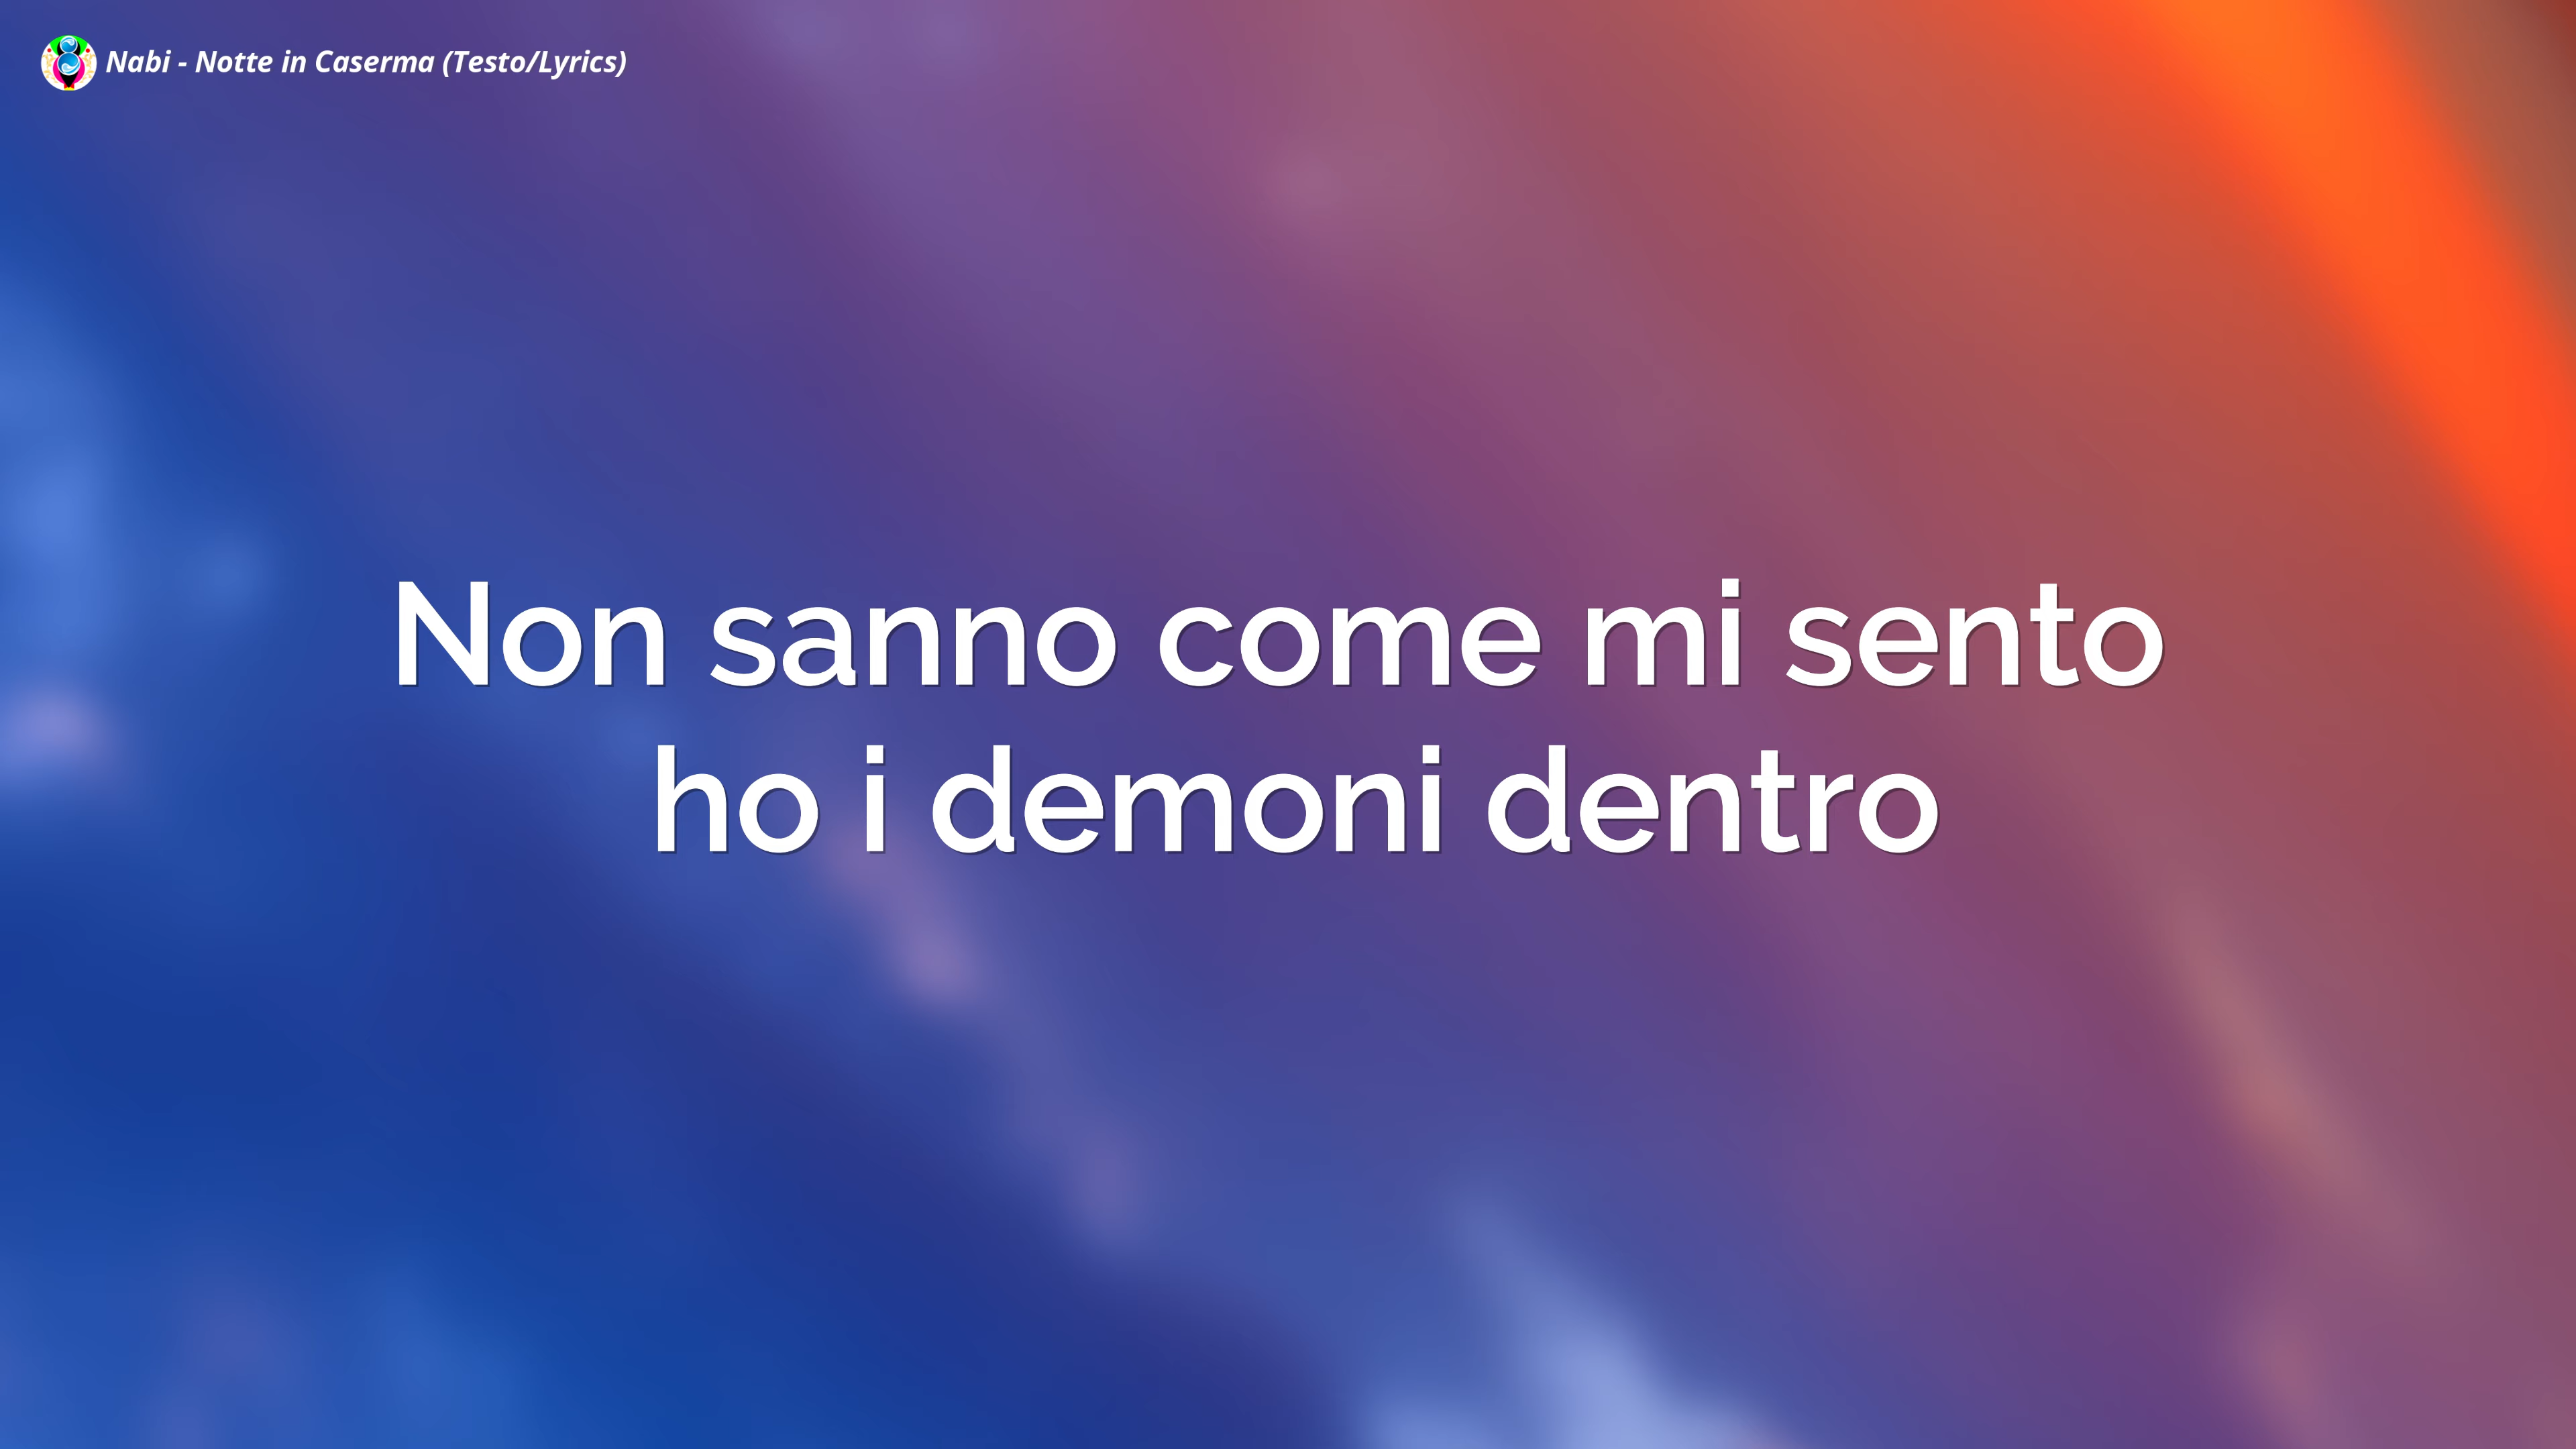 Nabi - Notte in Caserma (Testo/Lyrics)
Non sanno come mi sento
ho i demoni dentro